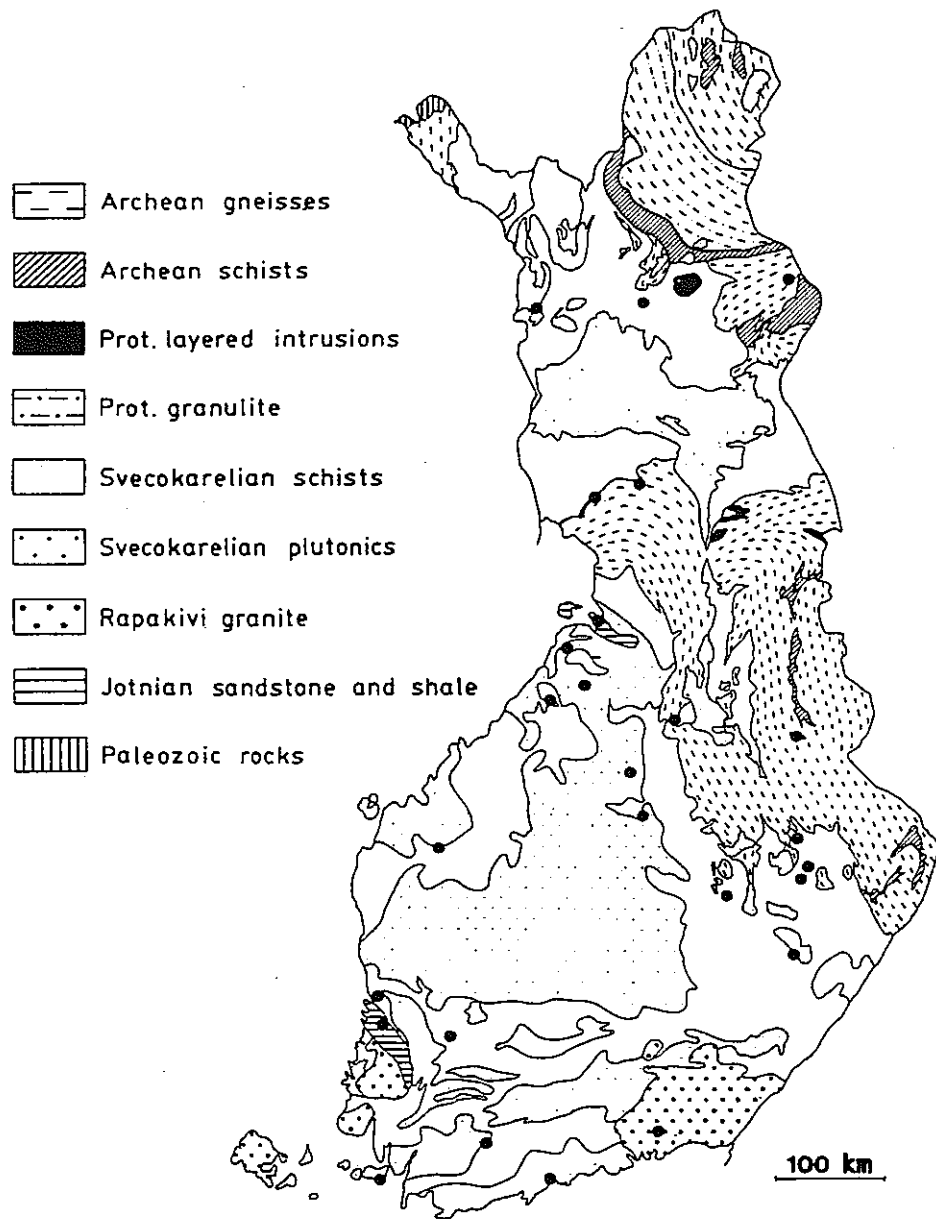 Archean gneisses
Archean schists
Prot. layered intrusions
Prot. granulite
Svecokarelian schists
Svecokarelian plutonics
Rapakivi granite
Jotnian sandstone and shale
Paleozoic rocks
100 km